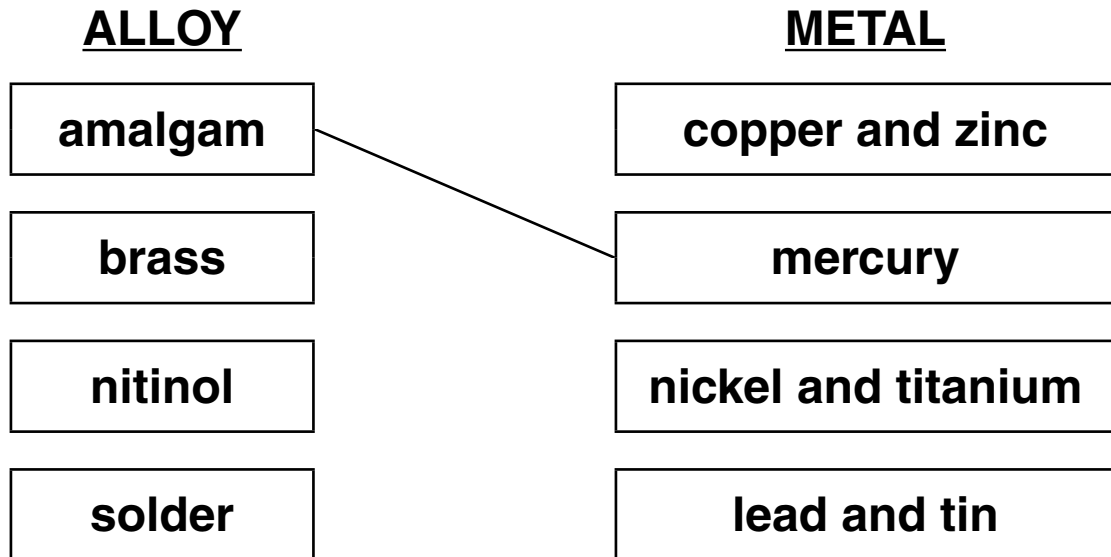 ALLOY METAL
amalgam copper and zinc
brass mercury
nitinol nickel and titanium
solder lead and tin